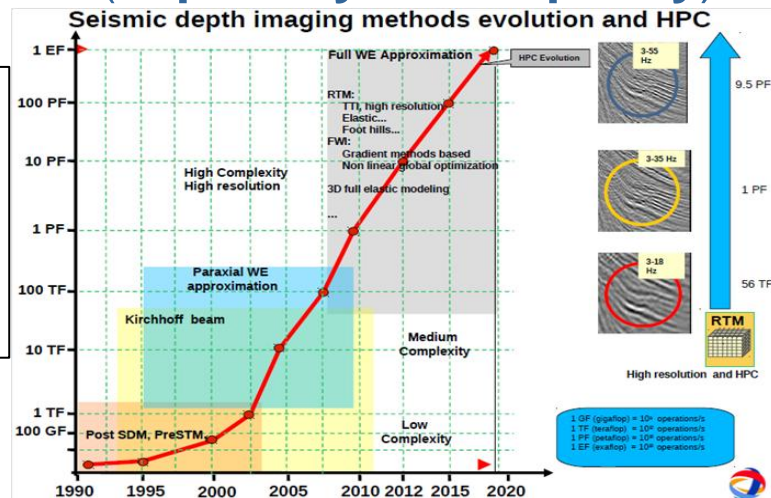 Seismic depth imaging methods evolution and HPC
1 EF
100 PF
10 PF
1 PF
100 TF
10 TF
1 TF
100 GF
Full WE Approximation
HPC Evolution
RTM:
TTI, high resolution
Elastic...
Foot hills...
FWI:
Gradient methods based
Non linear global optimization
3D full elastic modeling
...
High Complexity
High resolution
Paraxial WE
approximation
Kirchhoff beam
Medium
Complexity
Post SDM, PreSTM,
Low
Complexity
1990 1995 2000 2005 2010 2012 2015 2020
3-55
Hz
9.5 PF
3-35 Hz
1 PF
3-18
Hz
56 TF
RTM
High resolution and HPC
1 GF (gigaflop) =
operations/s
1 TF (teraflop) =
operations/s
1 PF (petaflop) =
operations/s
1 EF (exaflop) =
operations/s